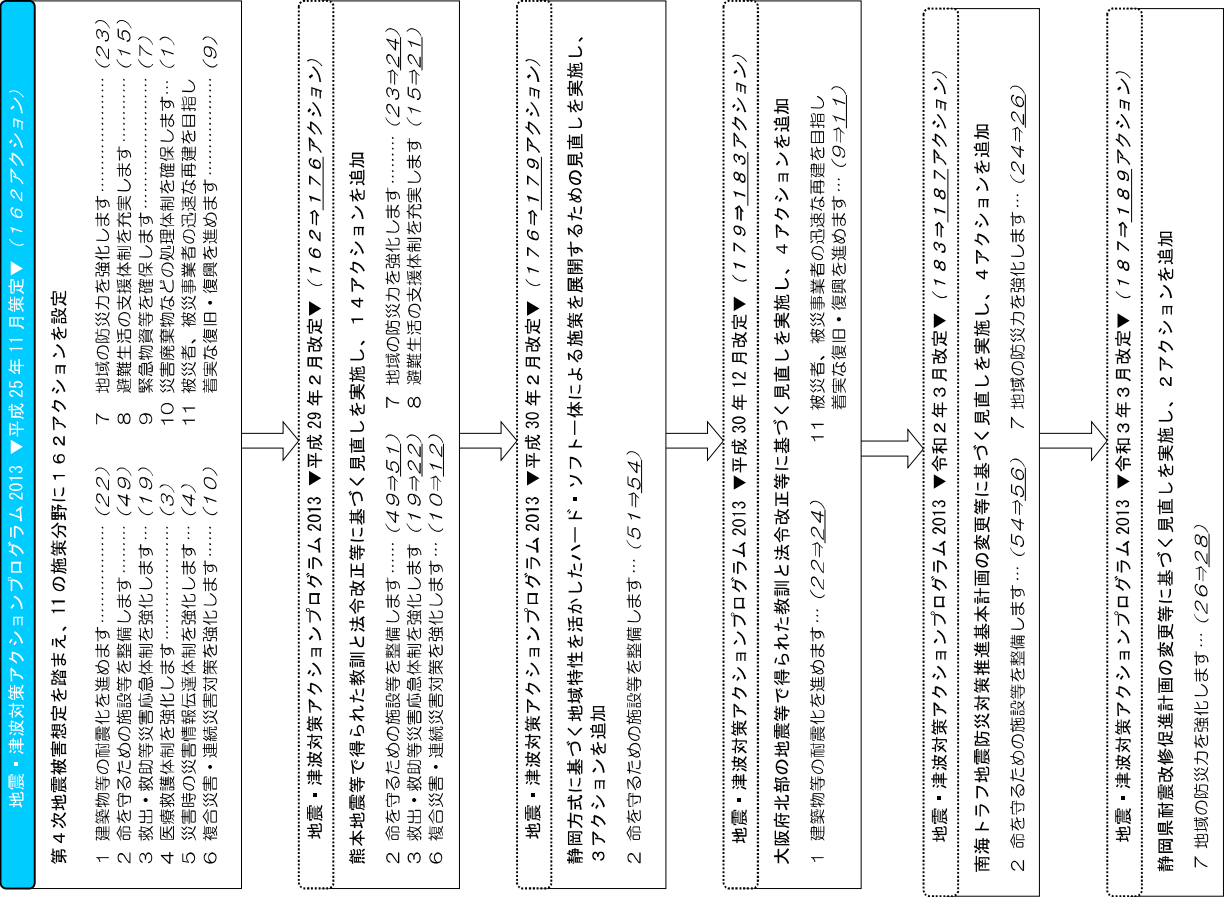 地震・津波対策アクションプログラム2013 ▼平成25年11月策定▼（１６２アクション）
第４次地震被害想定を踏まえ、11の施策分野に１６２アクションを設定
１ 建築物等の耐震化を進めます………………（22）
２ 命を守るための施設等を整備します……（49）
３ 救出・救助等災害応急体制を強化します…（19）
４ 医療救護体制を強化します………………（3）
５ 災害時の災害情報伝達体制を強化します…（4）
６ 複合災害・連続災害対策を強化します……（10）
７ 地域の防災力を強化します………………（23）
８ 避難生活の支援体制を充実します…………（15）
９ 緊急物資等を確保します…………………（7）
10 災害廃棄物などの処理体制を確保します…（1）
11 被災者、被災事業者の迅速な再建を目指し
着実な復旧・復興を進めます………………（9）
地震・津波対策アクションプログラム2013 ▼平成29年２月改定▼（１６２⇒１７６アクション）
熊本地震等で得られた教訓と法令改正等に基づく見直しを実施し、１４アクションを追加
２ 命を守るための施設等を整備します……（49⇒51）
３ 救出・救助等災害応急体制を強化します（19⇒22）
６ 複合災害・連続災害対策を強化します…（10⇒12）
７ 地域の防災力を強化します………（23⇒24）
８ 避難生活の支援体制を充実します（15⇒21）
地震・津波対策アクションプログラム2013 ▼平成30年２月改定▼（１７６⇒１７９アクション）
静岡方式に基づく地域特性を活かしたハード・ソフト一体による施策を展開するための見直しを実施し、
３アクションを追加
２ 命を守るための施設等を整備します…（51⇒54）
地震・津波対策アクションプログラム2013 ▼平成30年12月改定▼（１７９⇒１８３アクション）
大阪府北部の地震等で得られた教訓と法令改正等に基づく見直しを実施し、４アクションを追加
１ 建築物等の耐震化を進めます…（22⇒24）
11 被災者、被災事業者の迅速な再建を目指し
着実な復旧・復興を進めます…（9⇒11）
地震・津波対策アクションプログラム2013 ▼令和２年３月改定▼（１８３⇒１８７アクション）
南海トラフ地震防災対策推進基本計画の変更等に基づく見直しを実施し、４アクションを追加
２ 命を守るための施設等を整備します…（54⇒56）
７ 地域の防災力を強化します…（24⇒26）
地震・津波対策アクションプログラム2013 ▼令和３年３月改定▼（１８７⇒１８９アクション）
静岡県耐震改修促進計画の変更等に基づく見直しを実施し、２アクションを追加
７ 地域の防災力を強化します…（26⇒28）